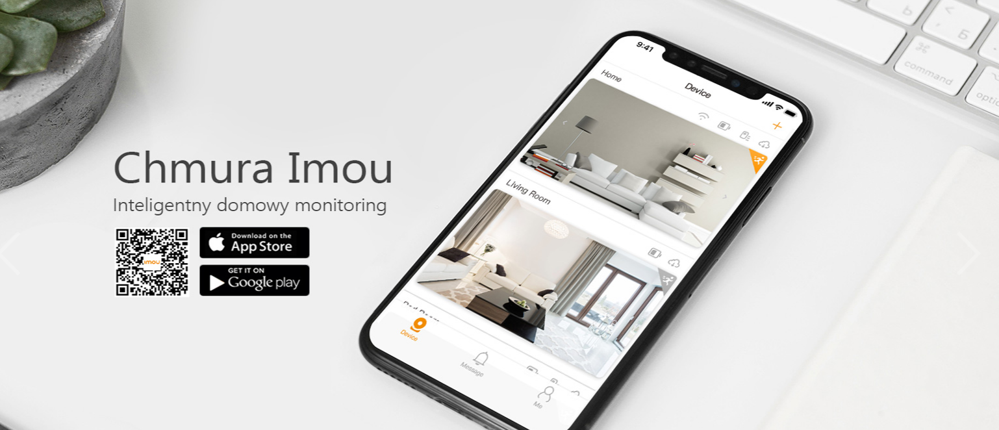 Chmura Imou
Inteligentny domowy monitoring
imou
Download on the
App Store
GET IT ON
Google play
9:41
Home
Device
Living Room
Device
Message
Me
Ь
<
Б
⌘
command